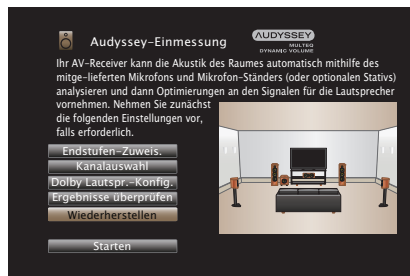 Audyssey-Einmessung
AUDYSSEY
MULTEQ
DYNAMIC VOLUME
Ihr AV-Receiver kann die Akustik des Raumes automatisch mithilfe des
mitge-lieferten Mikrofons und Mikrofon-Ständers (oder optionalen Stativs)
analysieren und dann Optimierungen an den Signalen für die Lautsprecher
vornehmen. Nehmen Sie zunächst
die folgenden Einstellungen vor,
falls erforderlich.
Endstufen-Zuweis.
Kanalauswahl
Dolby Lautspr.-Konfig.
Ergebnisse überprüfen
Wiederherstellen
Starten